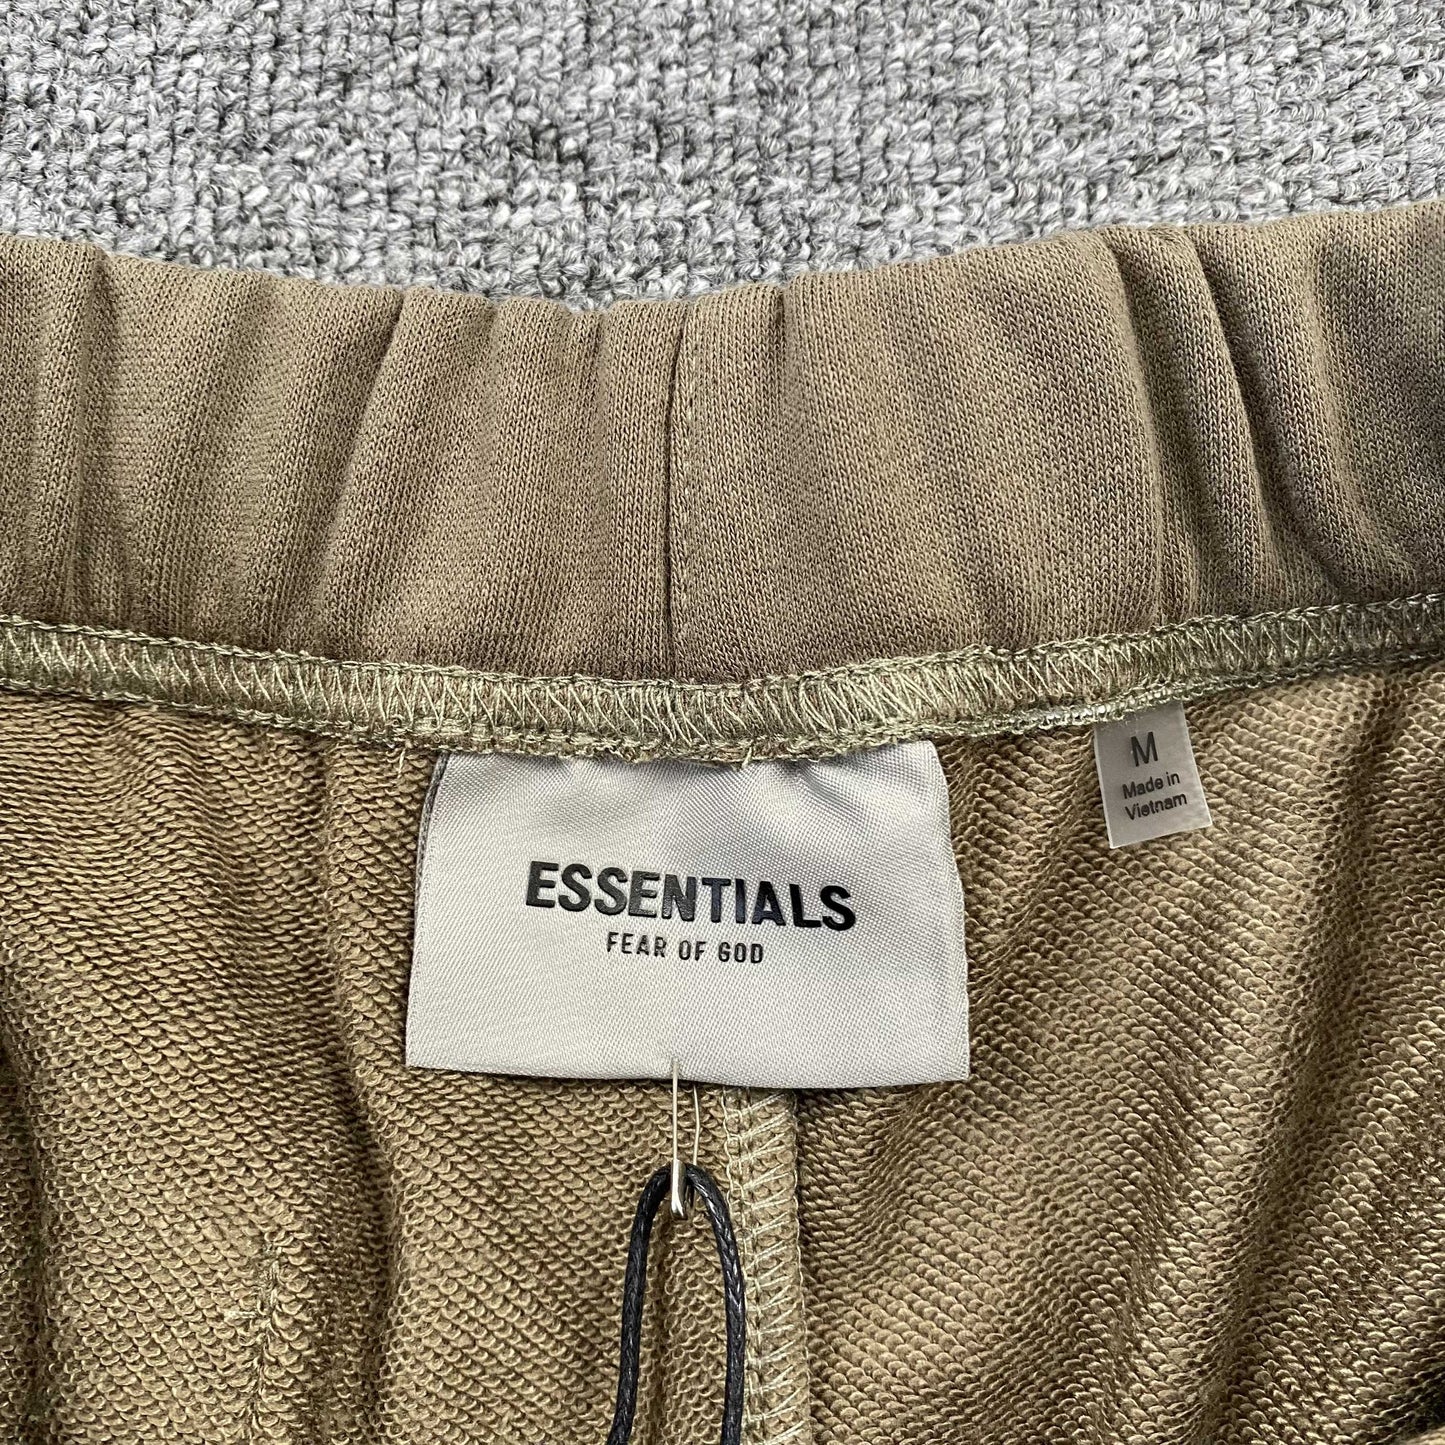 ESSENTIALS
FEAR OF GOD
M
Made in
Vietnam